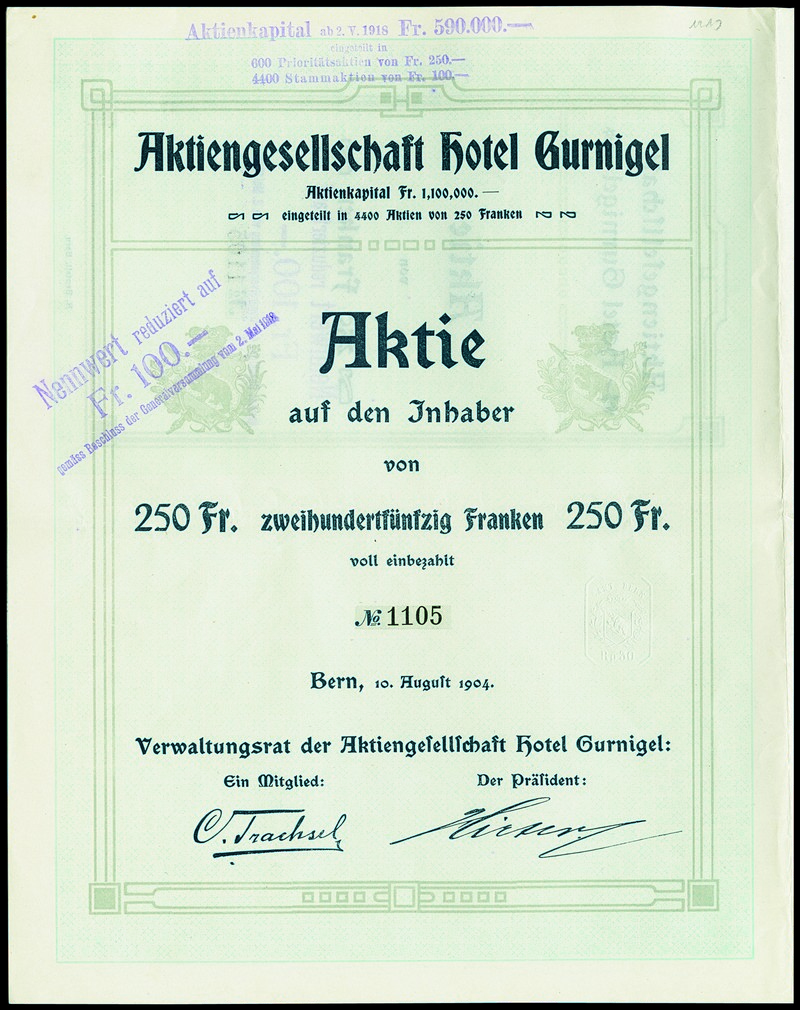 Aktienkapital ab 2. V. 1918 Fr. 590.000.—
eingeteilt in
600 Prioritätsaktien von Fr. 250.—
4400 Stammaktien von Fr. 100.—
Aktiengesellschaft Hotel Gurnigel
Aktienkapital Fr. 1,100,000.—
eingeteilt in 4400 Aktien von 250 Franken
Nennwert reduziert auf
Fr. 100.—
gemäss Beschluss der Generalversammlung vom 2. Mai 1918
Aktie
auf den Inhaber
von
250 Fr. zweihundertfünfzig Franken 250 Fr.
voll einbezahlt
№ 1105
Bern, 10. Auguſt 1904.
Verwaltungsrat der Aktiengeſellſchaft Hotel Gurnigel:
Ein Mitglied: Der Präſident:
C. Trachsel